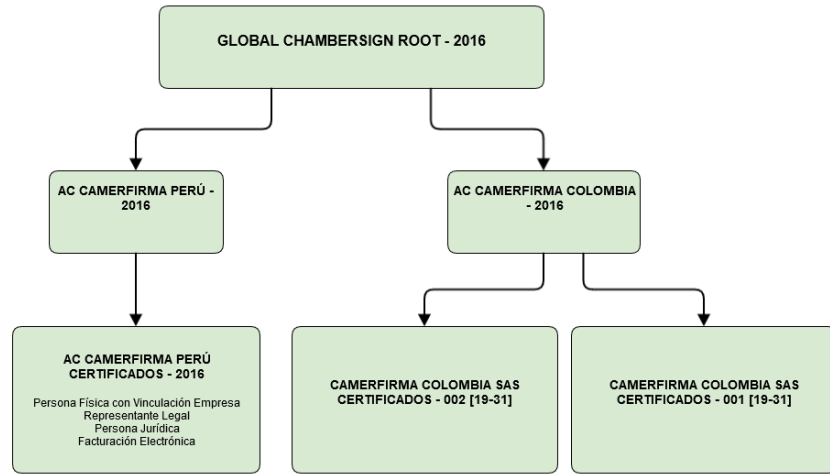 GLOBAL CHAMBERSIGN ROOT - 2016
AC CAMERFIRMA PERÚ -
2016
AC CAMERFIRMA COLOMBIA
- 2016
AC CAMERFIRMA PERÚ
CERTIFICADOS - 2016
Persona Física con Vinculación Empresa
Representante Legal
Persona Jurídica
Facturación Electrónica
CAMERFIRMA COLOMBIA SAS
CERTIFICADOS - 002 [19-31]
CAMERFIRMA COLOMBIA SAS
CERTIFICADOS - 001 [19-31]